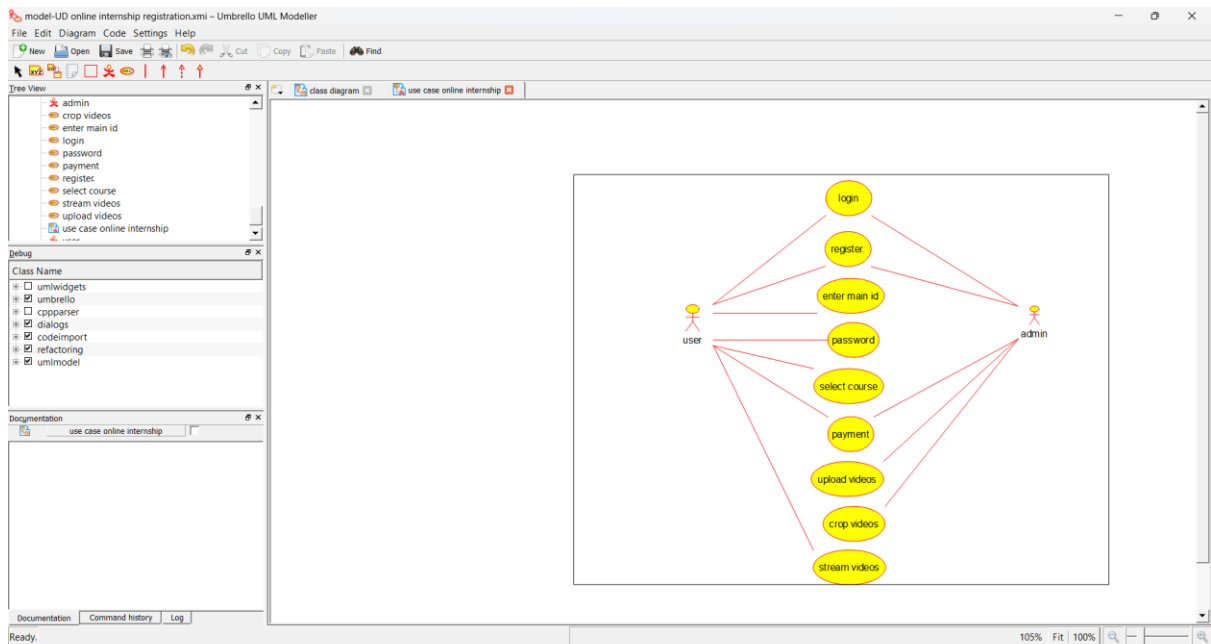 model-UD online internship registration.xmi – Umbrello UML Modeller
File Edit Diagram Code Settings Help
New Open Save Cut Copy Paste Find
Tree View
class diagram use case online internship
admin
crop videos
enter main id
login
password
payment
register.
select course
stream videos
upload videos
use case online internship
Debug
Class Name
umlwidgets
umbrello
cppparser
dialogs
codeimport
refactoring
umlmodel
Documentation
use case online internship
Documentation Command history Log
login
register.
enter main id
user
password
admin
select course
payment
upload videos
crop videos
stream videos
Ready.
105% Fit 100%